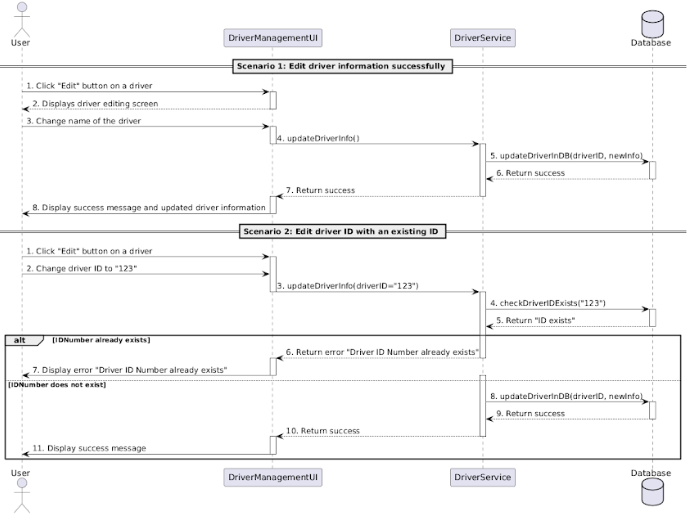 User
DriverManagementUI
DriverService
Database
Scenario 1: Edit driver information successfully
1. Click "Edit" button on a driver
2. Displays driver editing screen
3. Change name of the driver
4. updateDriverInfo()
5. updateDriverInDB(driverID, newInfo)
6. Return success
7. Return success
8. Display success message and updated driver information
Scenario 2: Edit driver ID with an existing ID
1. Click "Edit" button on a driver
2. Change driver ID to "123"
3. updateDriverInfo(driverID="123")
4. checkDriverIDExists("123")
5. Return "ID exists"
alt
[IDNumber already exists]
6. Return error "Driver ID Number already exists"
7. Display error "Driver ID Number already exists"
[IDNumber does not exist]
8. updateDriverInDB(driverID, newInfo)
9. Return success
10. Return success
11. Display success message
User
DriverManagementUI
DriverService
Database